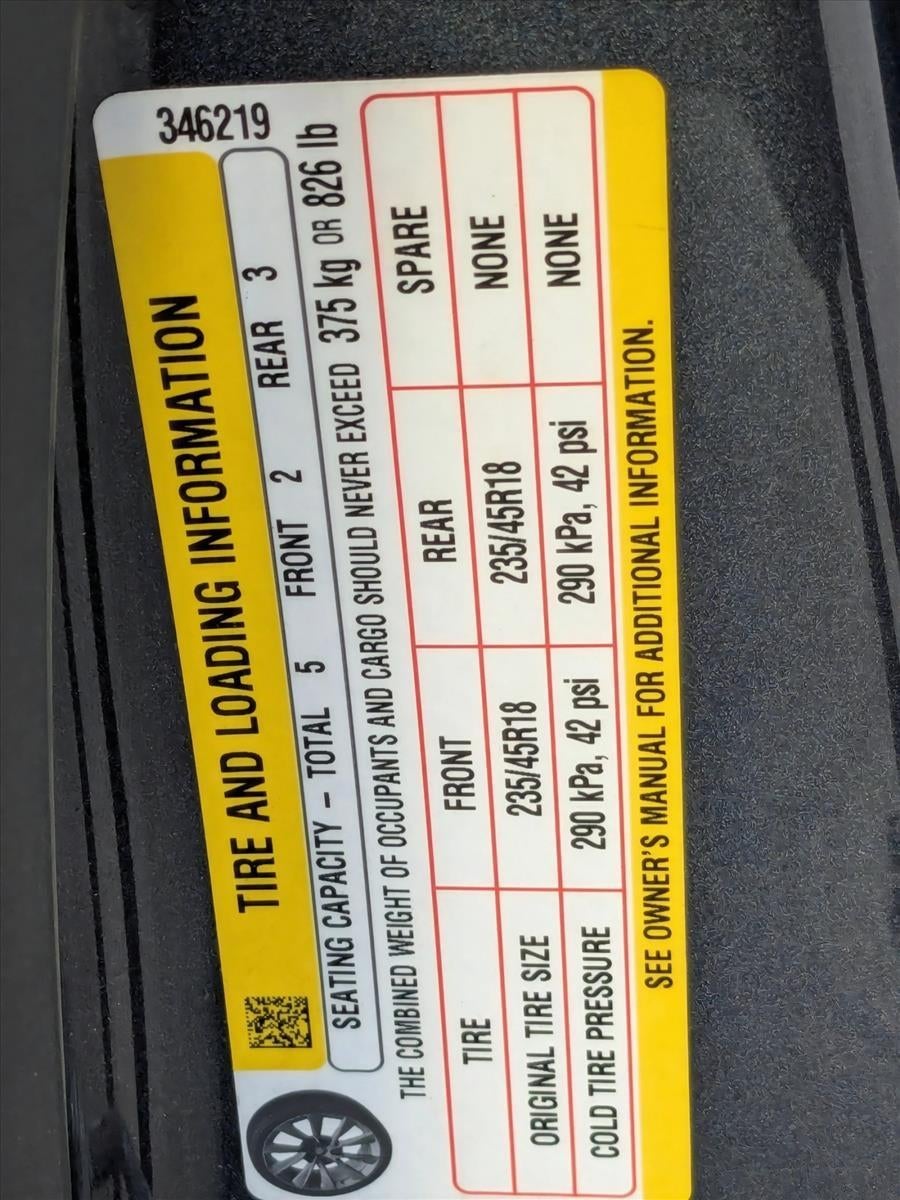 346219
TIRE AND LOADING INFORMATION
SEATING CAPACITY – TOTAL 5 FRONT 2 REAR 3
THE COMBINED WEIGHT OF OCCUPANTS AND CARGO SHOULD NEVER EXCEED 375 kg OR 826 lb
TIRE FRONT REAR SPARE
ORIGINAL TIRE SIZE 235/45R18 235/45R18 NONE
COLD TIRE PRESSURE 290 kPa, 42 psi 290 kPa, 42 psi NONE
SEE OWNER'S MANUAL FOR ADDITIONAL INFORMATION.